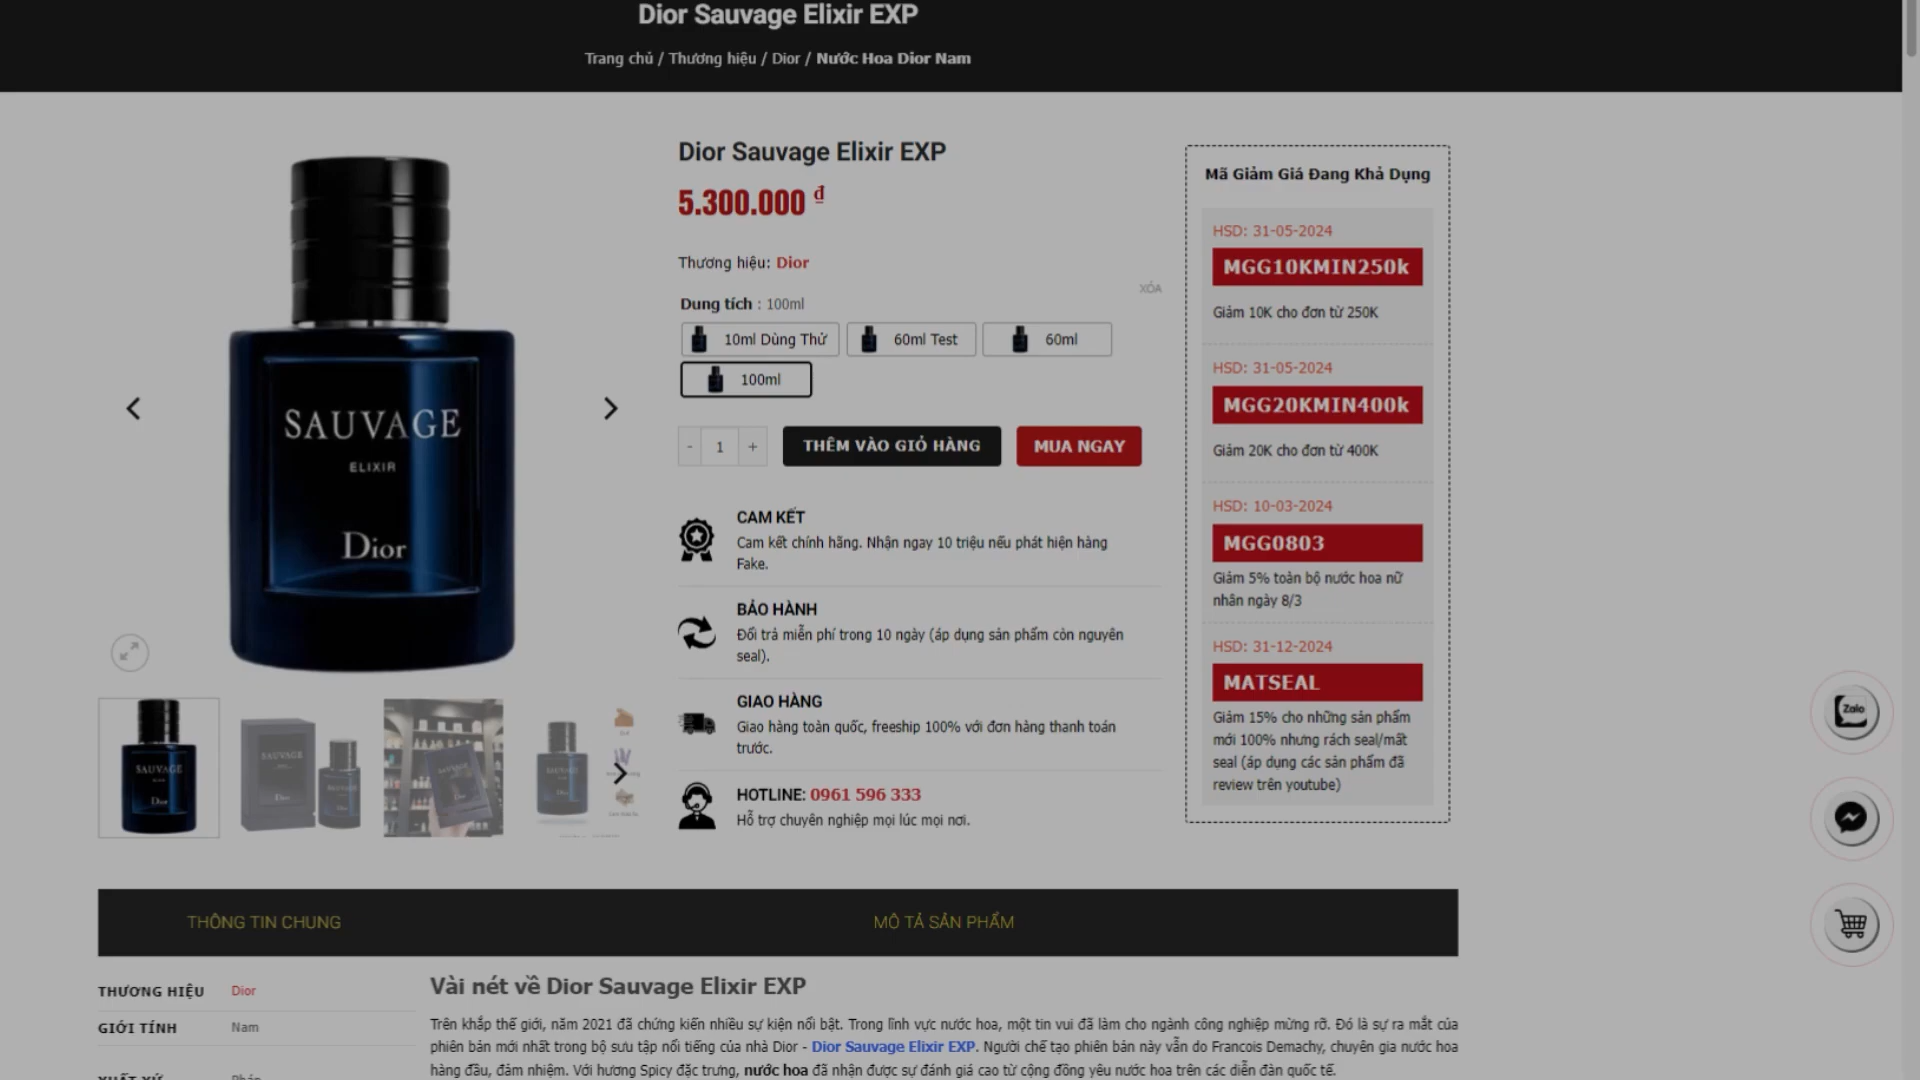 Dior Sauvage Elixir EXP
Trang chủ / Thương hiệu / Dior / Nước Hoa Dior Nam
SAUVAGE
ELIXIR
Dior
Dior Sauvage Elixir EXP
5.300.000 ₫
Thương hiệu: Dior
XÓA
Dung tích : 100ml
10ml Dùng Thử
60ml Test
60ml
100ml
- 1 +
THÊM VÀO GIỎ HÀNG
MUA NGAY
CAM KẾT
Cam kết chính hãng. Nhận ngay 10 triệu nếu phát hiện hàng
Fake.
BẢO HÀNH
Đổi trả miễn phí trong 10 ngày (áp dụng sản phẩm còn nguyên
seal).
GIAO HÀNG
Giao hàng toàn quốc, freeship 100% với đơn hàng thanh toán
trước.
HOTLINE: 0961 596 333
Hỗ trợ chuyên nghiệp mọi lúc mọi nơi.
Mã Giảm Giá Đang Khả Dụng
HSD: 31-05-2024
MGG10KMIN250k
Giảm 10K cho đơn từ 250K
HSD: 31-05-2024
MGG20KMIN400k
Giảm 20K cho đơn từ 400K
HSD: 10-03-2024
MGG0803
Giảm 5% toàn bộ nước hoa nữ
nhân ngày 8/3
HSD: 31-12-2024
MATSEAL
Giảm 15% cho những sản phẩm
mới 100% nhưng rách seal/mất
seal (áp dụng các sản phẩm đã
review trên youtube)
Zalo
SAUVAGE
Dior
SAUVAGE
Dior
SAUVAGE
THÔNG TIN CHUNG
MÔ TẢ SẢN PHẨM
THƯƠNG HIỆU Dior
GIỚI TÍNH Nam
XUẤT XỨ Pháp
Vài nét về Dior Sauvage Elixir EXP
Trên khắp thế giới, năm 2021 đã chứng kiến nhiều sự kiện nổi bật. Trong lĩnh vực nước hoa, một tin vui đã làm cho ngành công nghiệp mừng rỡ. Đó là sự ra mắt của
phiên bản mới nhất trong bộ sưu tập nổi tiếng của nhà Dior - Dior Sauvage Elixir EXP. Người chế tạo phiên bản này vẫn do Francois Demachy, chuyên gia nước hoa
hàng đầu, đảm nhiệm. Với hương Spicy đặc trưng, nước hoa đã nhận được sự đánh giá cao từ cộng đồng yêu nước hoa trên các diễn đàn quốc tế.